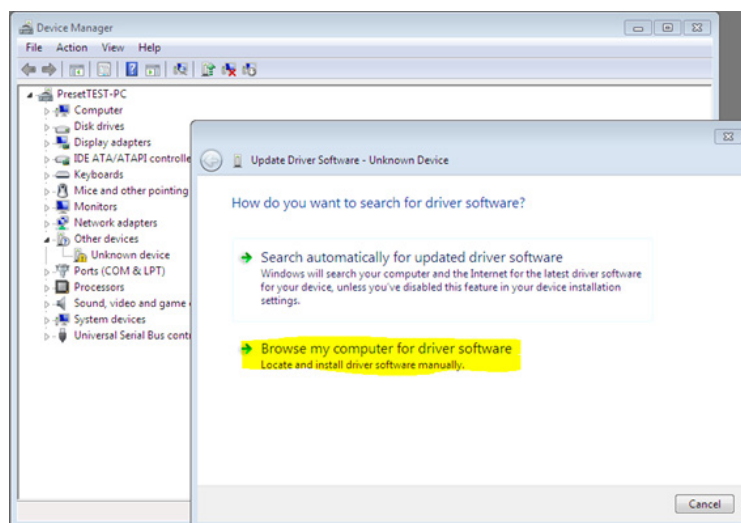 Device Manager
File Action View Help
PresetTEST-PC
Computer
Disk drives
Display adapters
IDE ATA/ATAPI controlle
Keyboards
Mice and other pointing
Monitors
Network adapters
Other devices
Unknown device
Ports (COM & LPT)
Processors
Sound, video and game
System devices
Universal Serial Bus cont
Update Driver Software - Unknown Device
How do you want to search for driver software?
Search automatically for updated driver software
Windows will search your computer and the Internet for the latest driver software
for your device, unless you've disabled this feature in your device installation
settings.
Browse my computer for driver software
Locate and install driver software manually.
Cancel